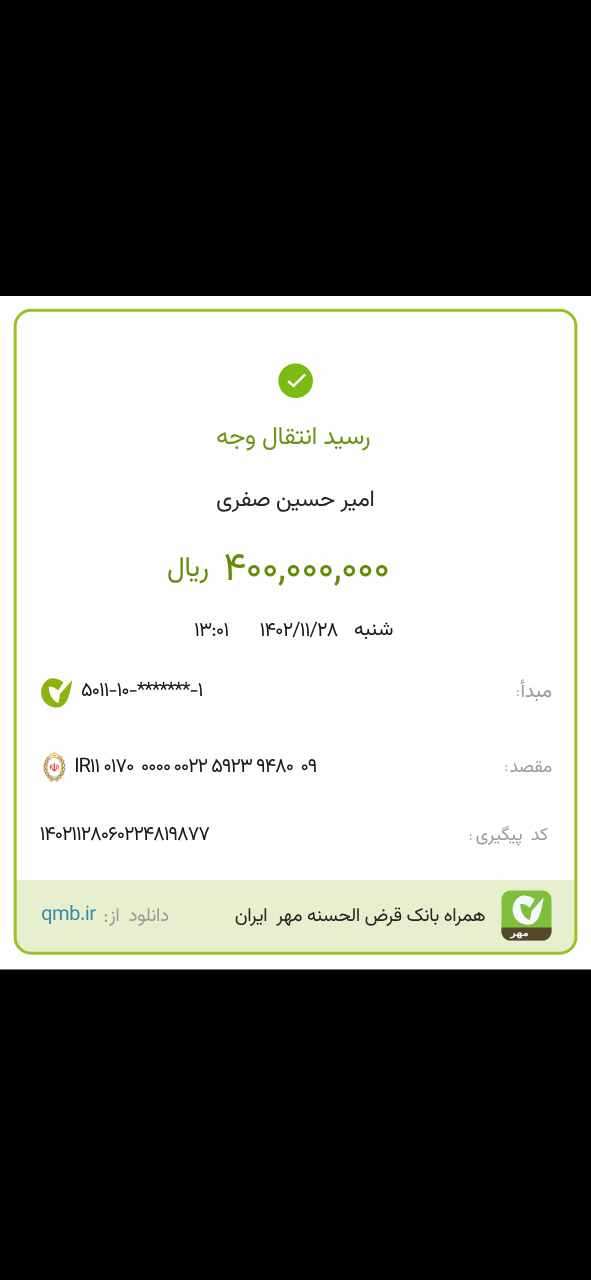 رسید انتقال وجه
امیر حسین صفری
۴۰۰,۰۰۰,۰۰۰ ریال
شنبه ۱۴۰۲/۱۱/۲۸ ۱۳:۰۱
مبدأ: ۵۰۱۱-۱۰-*******-۱
مقصد: IR۱۱ ۰۱۷۰ ۰۰۰۰ ۰۰۲۲ ۵۹۲۳ ۹۴۸۰ ۰۹
کد پیگیری: ۱۴۰۲۱۱۲۸۰۶۰۲۲۴۸۱۹۸۷۷
مهر
همراه بانک قرض الحسنه مهر ایران دانلود از: qmb.ir